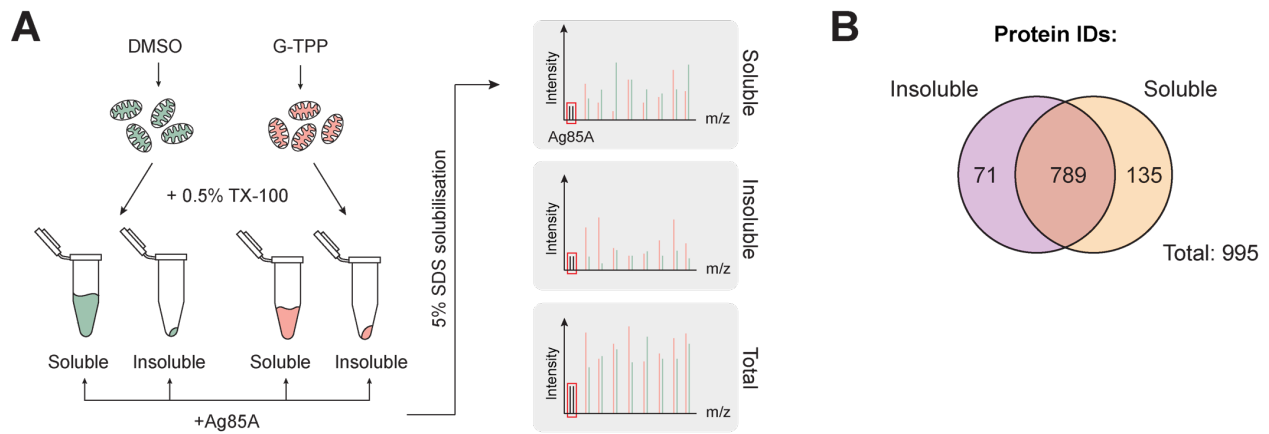 A
DMSO
G-TPP
+ 0.5% TX-100
Soluble
Insoluble
Soluble
Insoluble
+Ag85A
5% SDS solubilisation
Intensity
Ag85A
m/z
Soluble
Intensity
m/z
Insoluble
Intensity
m/z
Total
B
Protein IDs:
Insoluble
Soluble
71
789
135
Total: 995